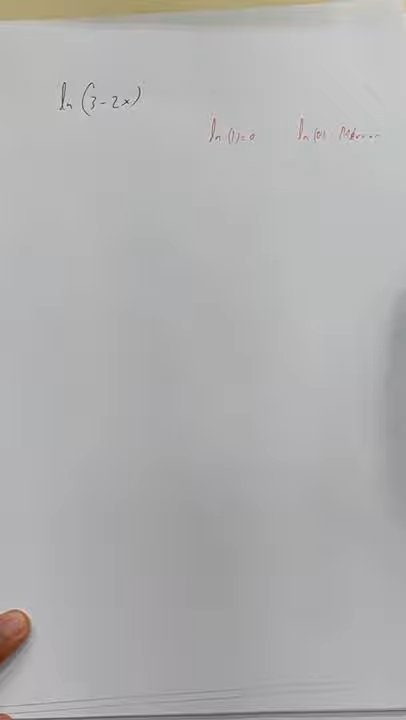 ln (3-2x)
ln (1)=0 ln (0)